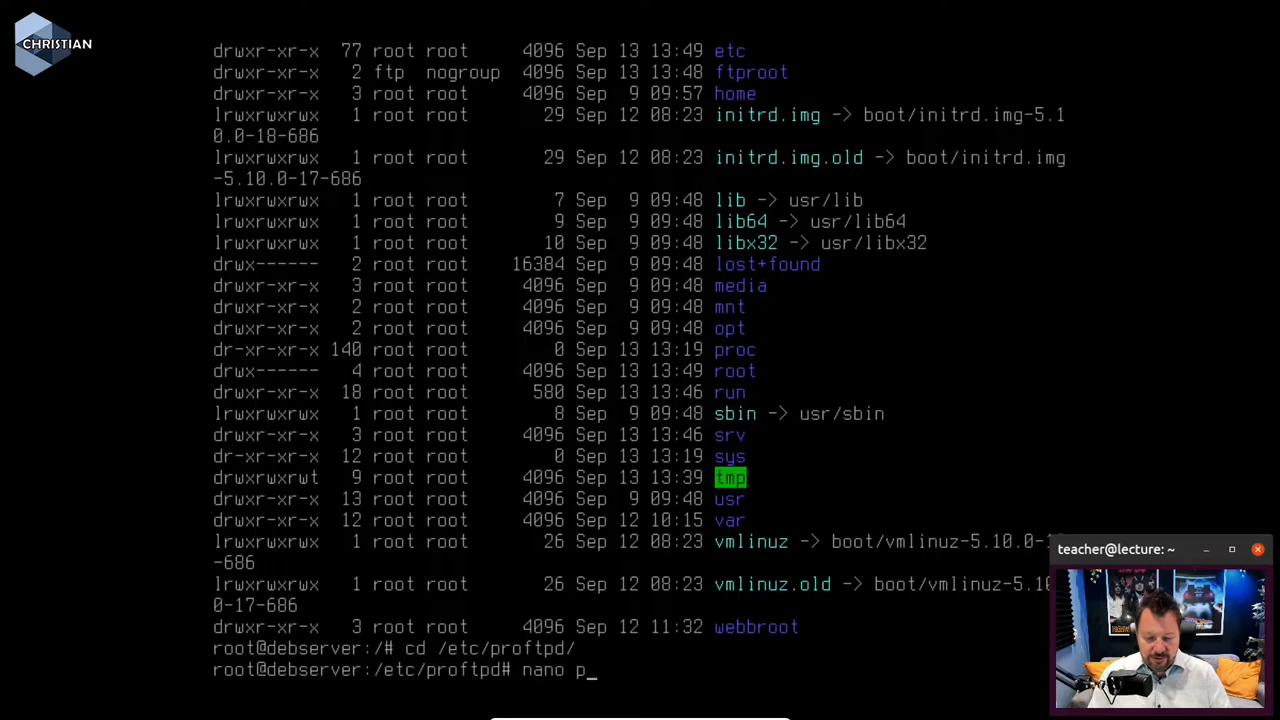 CHRISTIAN
drwxr-xr-x  77 root root     4096 Sep 13 13:49 etc
drwxr-xr-x   2 ftp  nogroup  4096 Sep 13 13:48 ftproot
drwxr-xr-x   3 root root     4096 Sep  9 09:57 home
lrwxrwxrwx   1 root root       29 Sep 12 08:23 initrd.img -> boot/initrd.img-5.1
0.0-18-686
lrwxrwxrwx   1 root root       29 Sep 12 08:23 initrd.img.old -> boot/initrd.img
-5.10.0-17-686
lrwxrwxrwx   1 root root        7 Sep  9 09:48 lib -> usr/lib
lrwxrwxrwx   1 root root        9 Sep  9 09:48 lib64 -> usr/lib64
lrwxrwxrwx   1 root root       10 Sep  9 09:48 libx32 -> usr/libx32
drwx------   2 root root    16384 Sep  9 09:48 lost+found
drwxr-xr-x   3 root root     4096 Sep  9 09:48 media
drwxr-xr-x   2 root root     4096 Sep  9 09:48 mnt
drwxr-xr-x   2 root root     4096 Sep  9 09:48 opt
dr-xr-xr-x 140 root root        0 Sep 13 13:19 proc
drwx------   4 root root     4096 Sep  9 09:48 root
drwxr-xr-x  18 root root      580 Sep 13 13:46 run
lrwxrwxrwx   1 root root        8 Sep  9 09:48 sbin -> usr/sbin
drwxr-xr-x   3 root root     4096 Sep 13 13:46 srv
dr-xr-xr-x  12 root root        0 Sep 13 13:19 sys
drwxrwxrwt   9 root root     4096 Sep 13 13:39 tmp
drwxr-xr-x  13 root root     4096 Sep  9 09:48 usr
drwxr-xr-x  12 root root     4096 Sep 12 10:15 var
lrwxrwxrwx   1 root root       26 Sep 12 08:23 vmlinuz -> boot/vmlinuz-5.10.0-1
-686
lrwxrwxrwx   1 root root       26 Sep 12 08:23 vmlinuz.old -> boot/vmlinuz-5.10
0-17-686
drwxr-xr-x   3 root root     4096 Sep 12 11:32 webbroot
root@debserver:/# cd /etc/proftpd/
root@debserver:/etc/proftpd# nano p_
teacher@lecture: ~